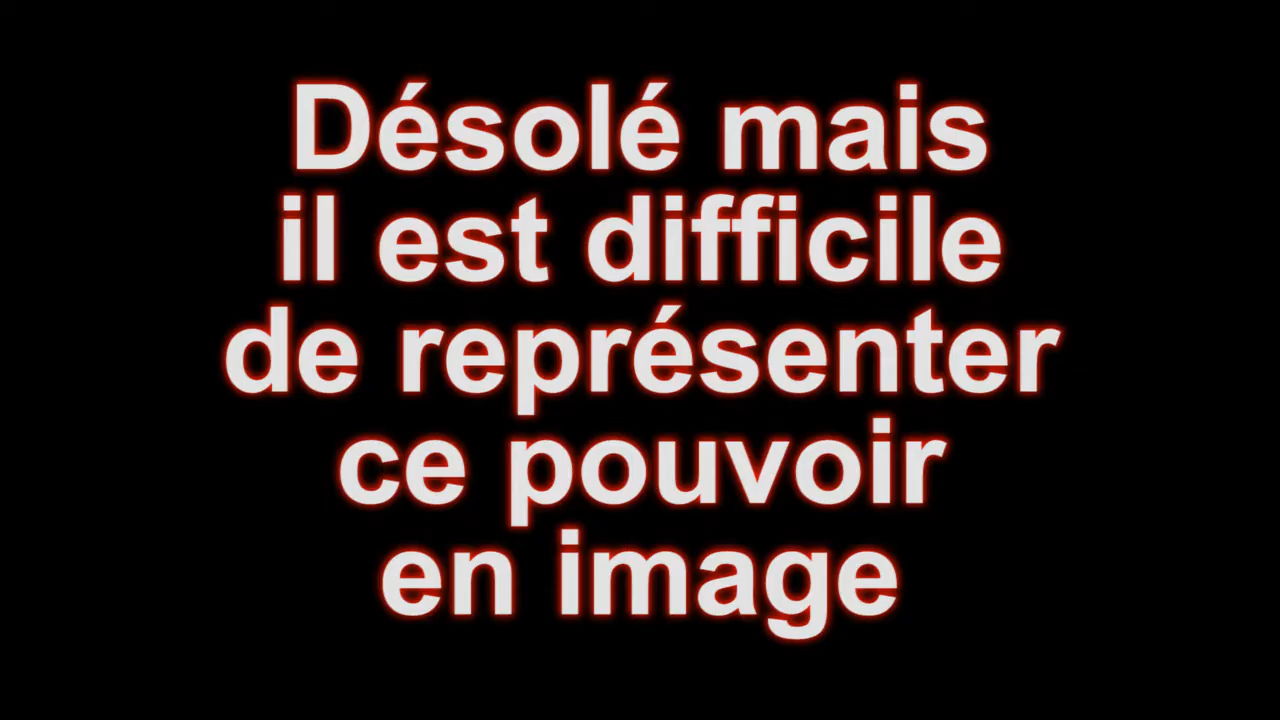 Désolé mais
il est difficile
de représenter
ce pouvoir
en image